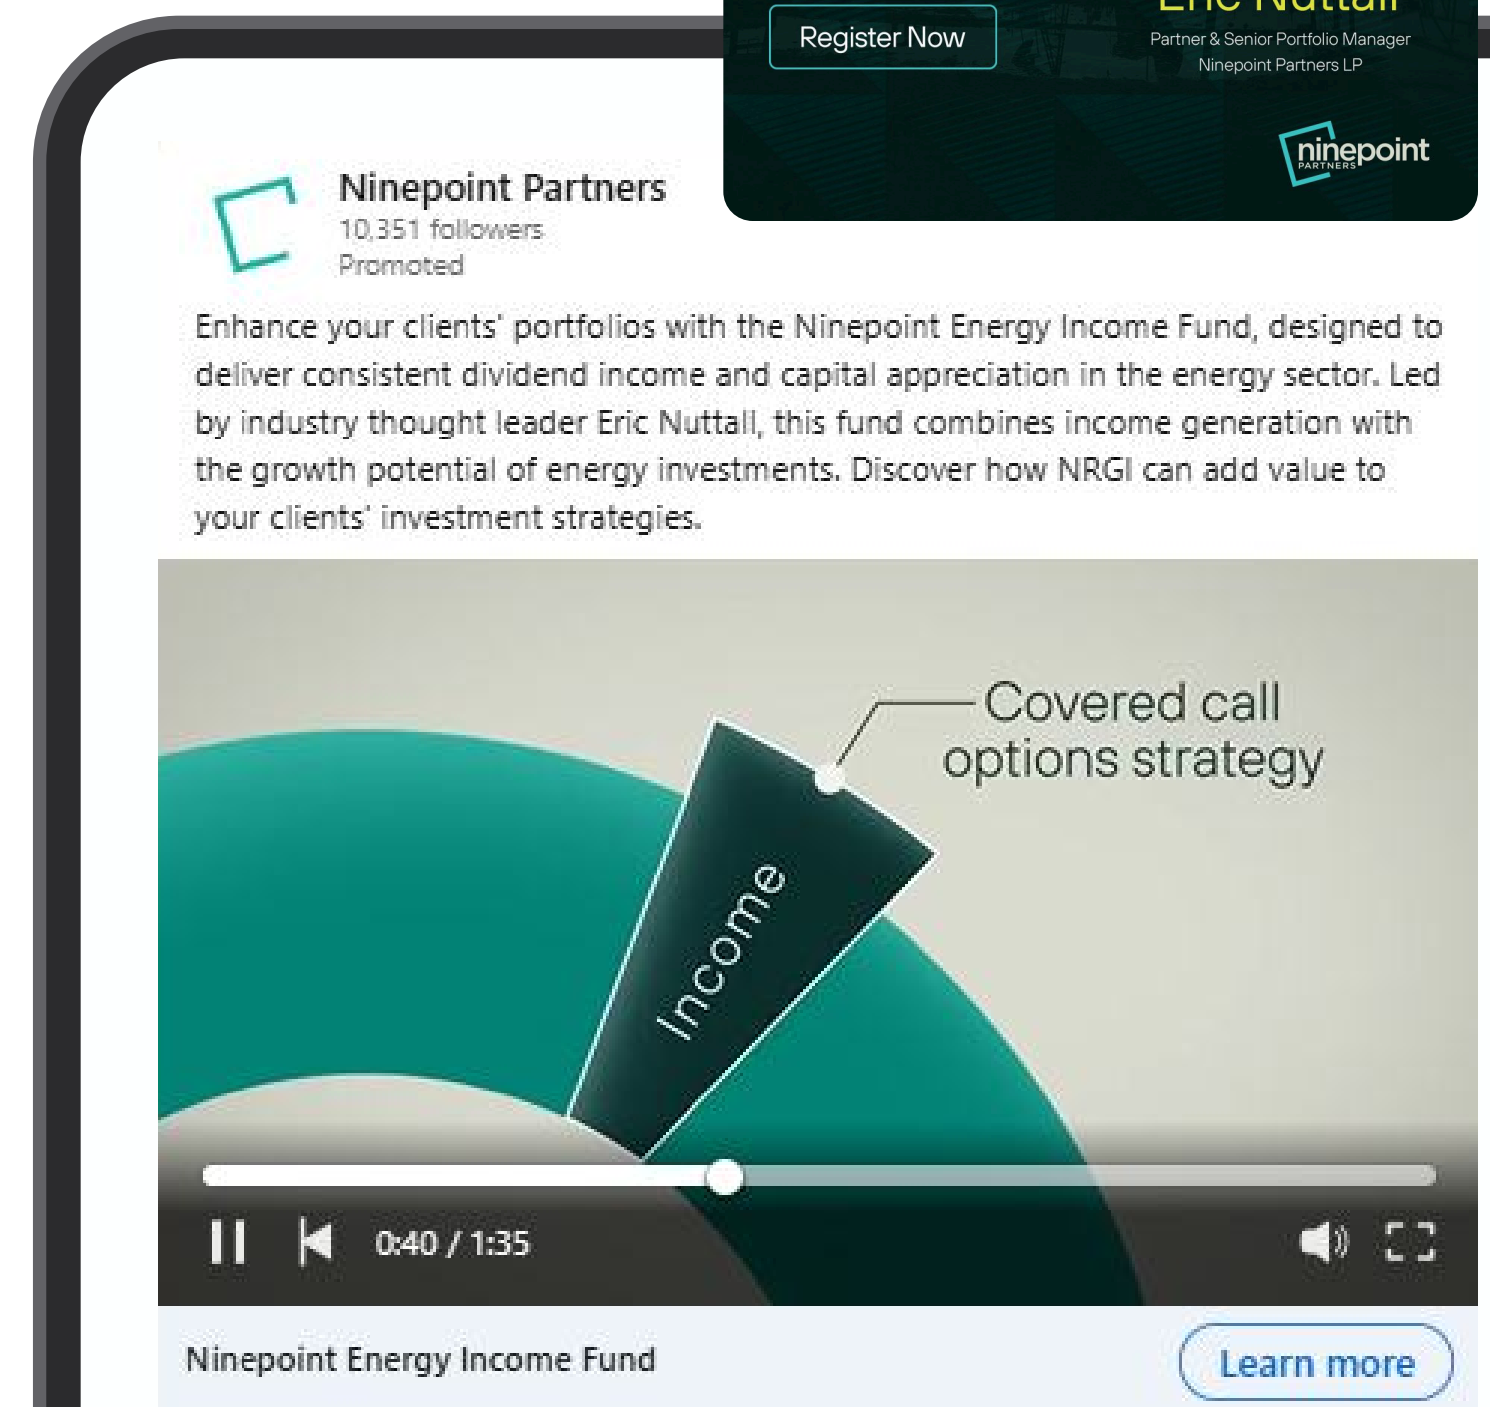 Eric Nuttall
Register Now
Partner & Senior Portfolio Manager
Ninepoint Partners LP
ninepoint
PARTNERS
Ninepoint Partners
10,351 followers
Promoted
Enhance your clients' portfolios with the Ninepoint Energy Income Fund, designed to
deliver consistent dividend income and capital appreciation in the energy sector. Led
by industry thought leader Eric Nuttall, this fund combines income generation with
the growth potential of energy investments. Discover how NRGI can add value to
your clients' investment strategies.
Covered call
options strategy
Income
0:40 / 1:35
Ninepoint Energy Income Fund
Learn more